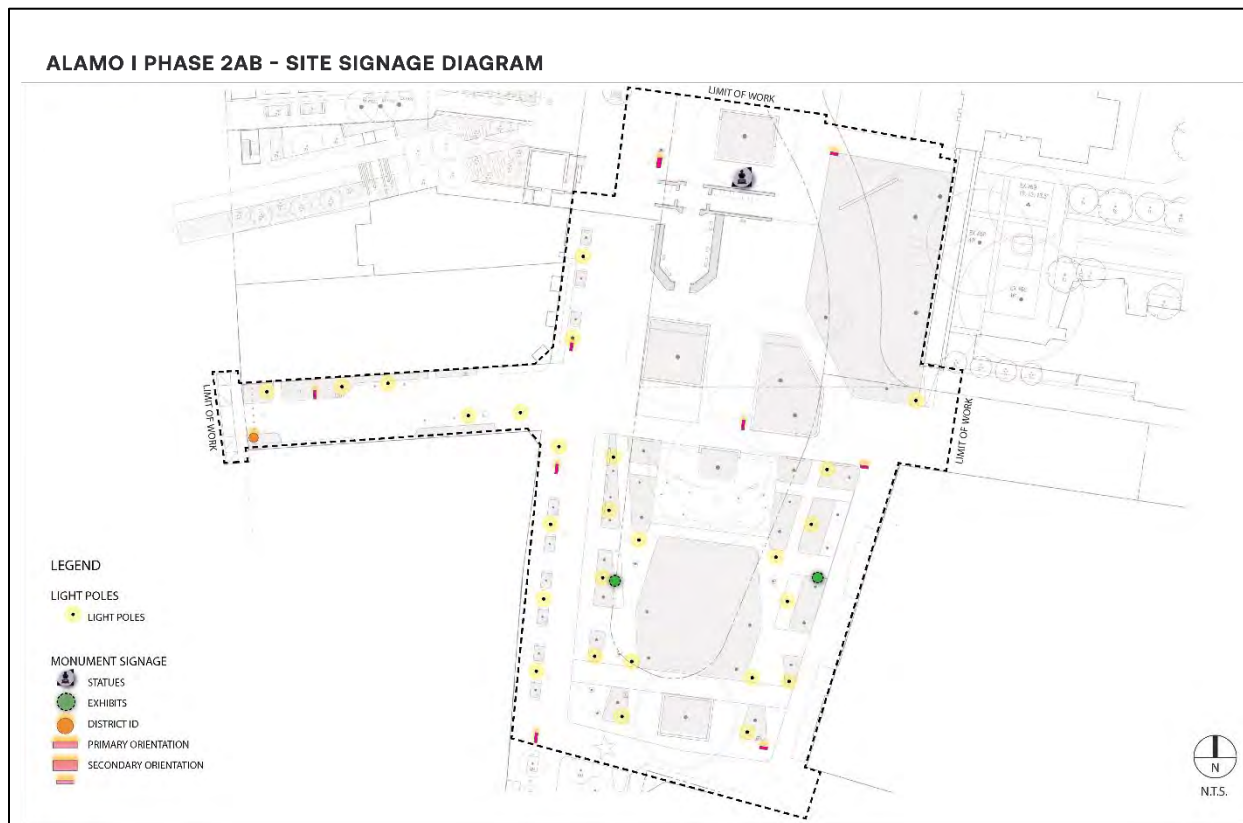 ALAMO I PHASE 2AB - SITE SIGNAGE DIAGRAM
LIMIT OF WORK
LIMIT OF WORK
LIMIT OF WORK
LEGEND
LIGHT POLES
LIGHT POLES
MONUMENT SIGNAGE
STATUES
EXHIBITS
DISTRICT ID
PRIMARY ORIENTATION
SECONDARY ORIENTATION
N
N.T.S.